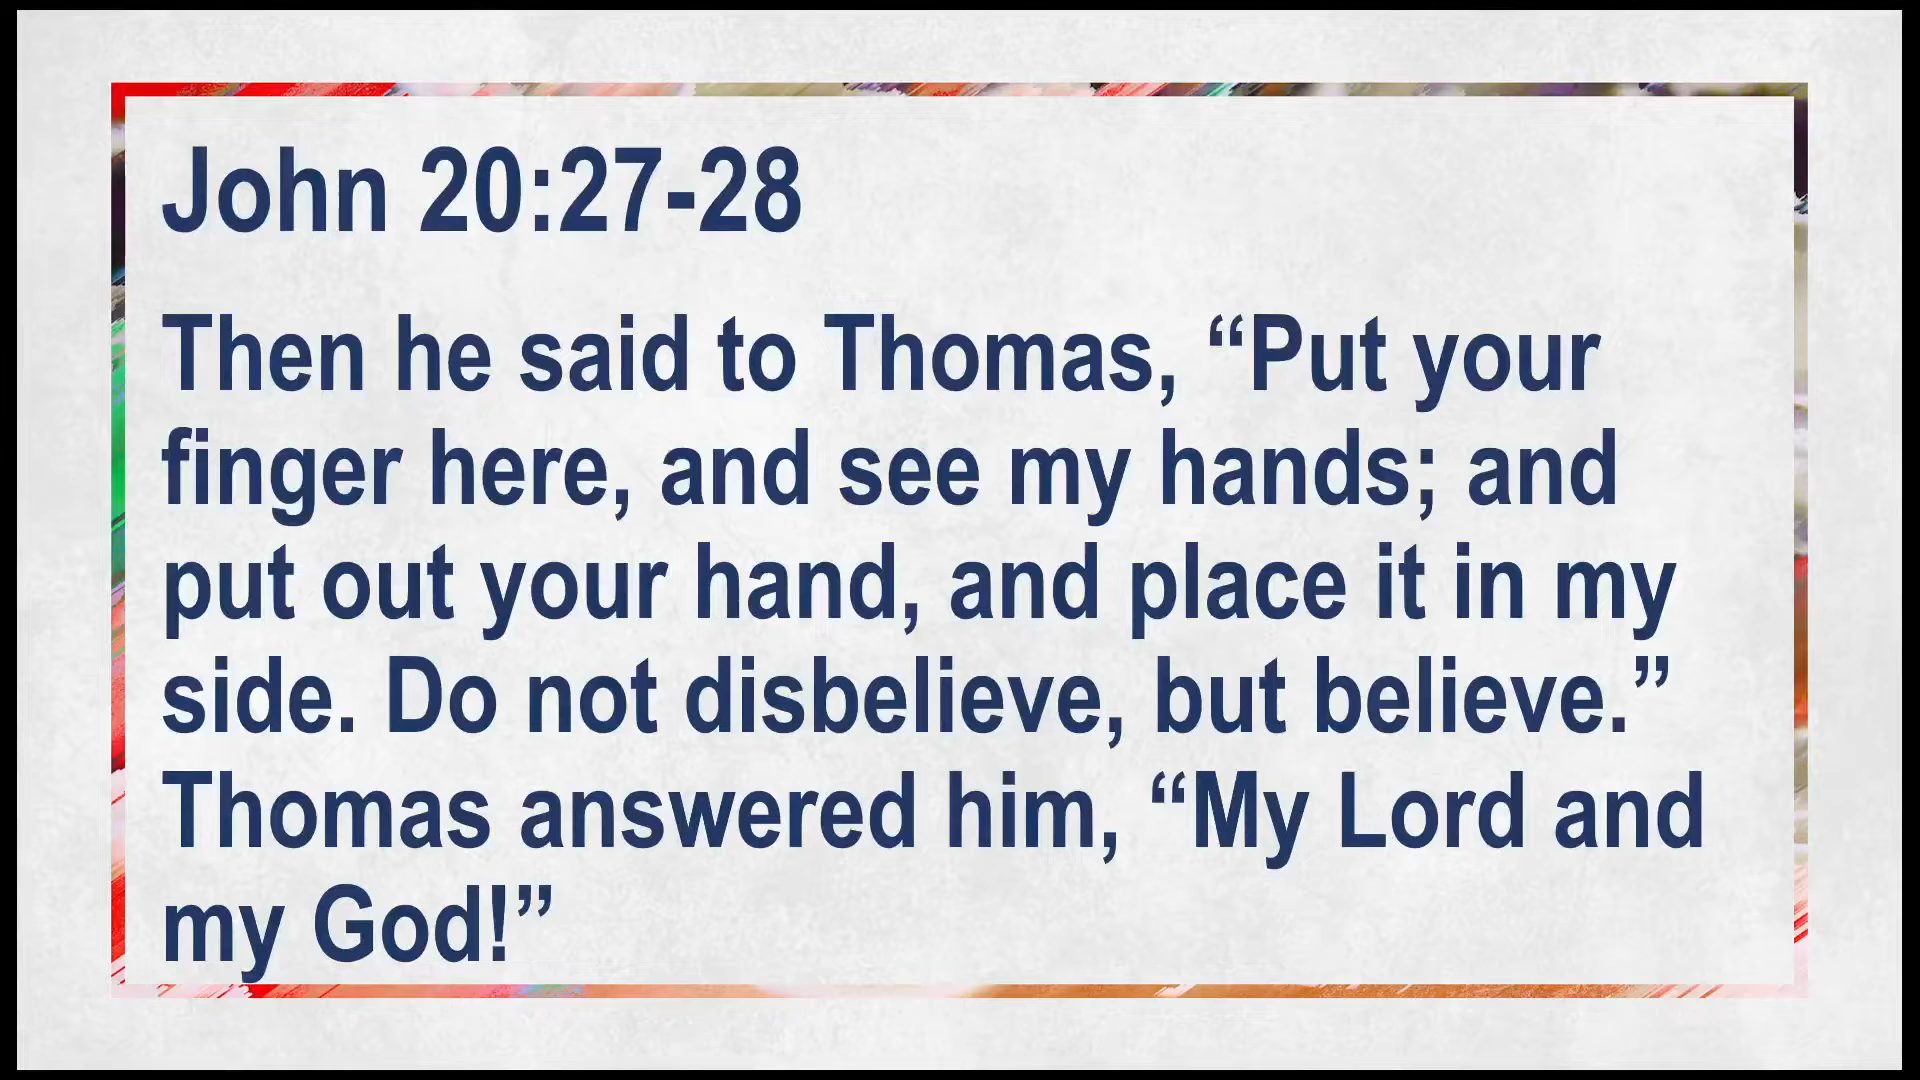 John 20:27-28
Then he said to Thomas, “Put your
finger here, and see my hands; and
put out your hand, and place it in my
side. Do not disbelieve, but believe.”
Thomas answered him, “My Lord and
my God!”